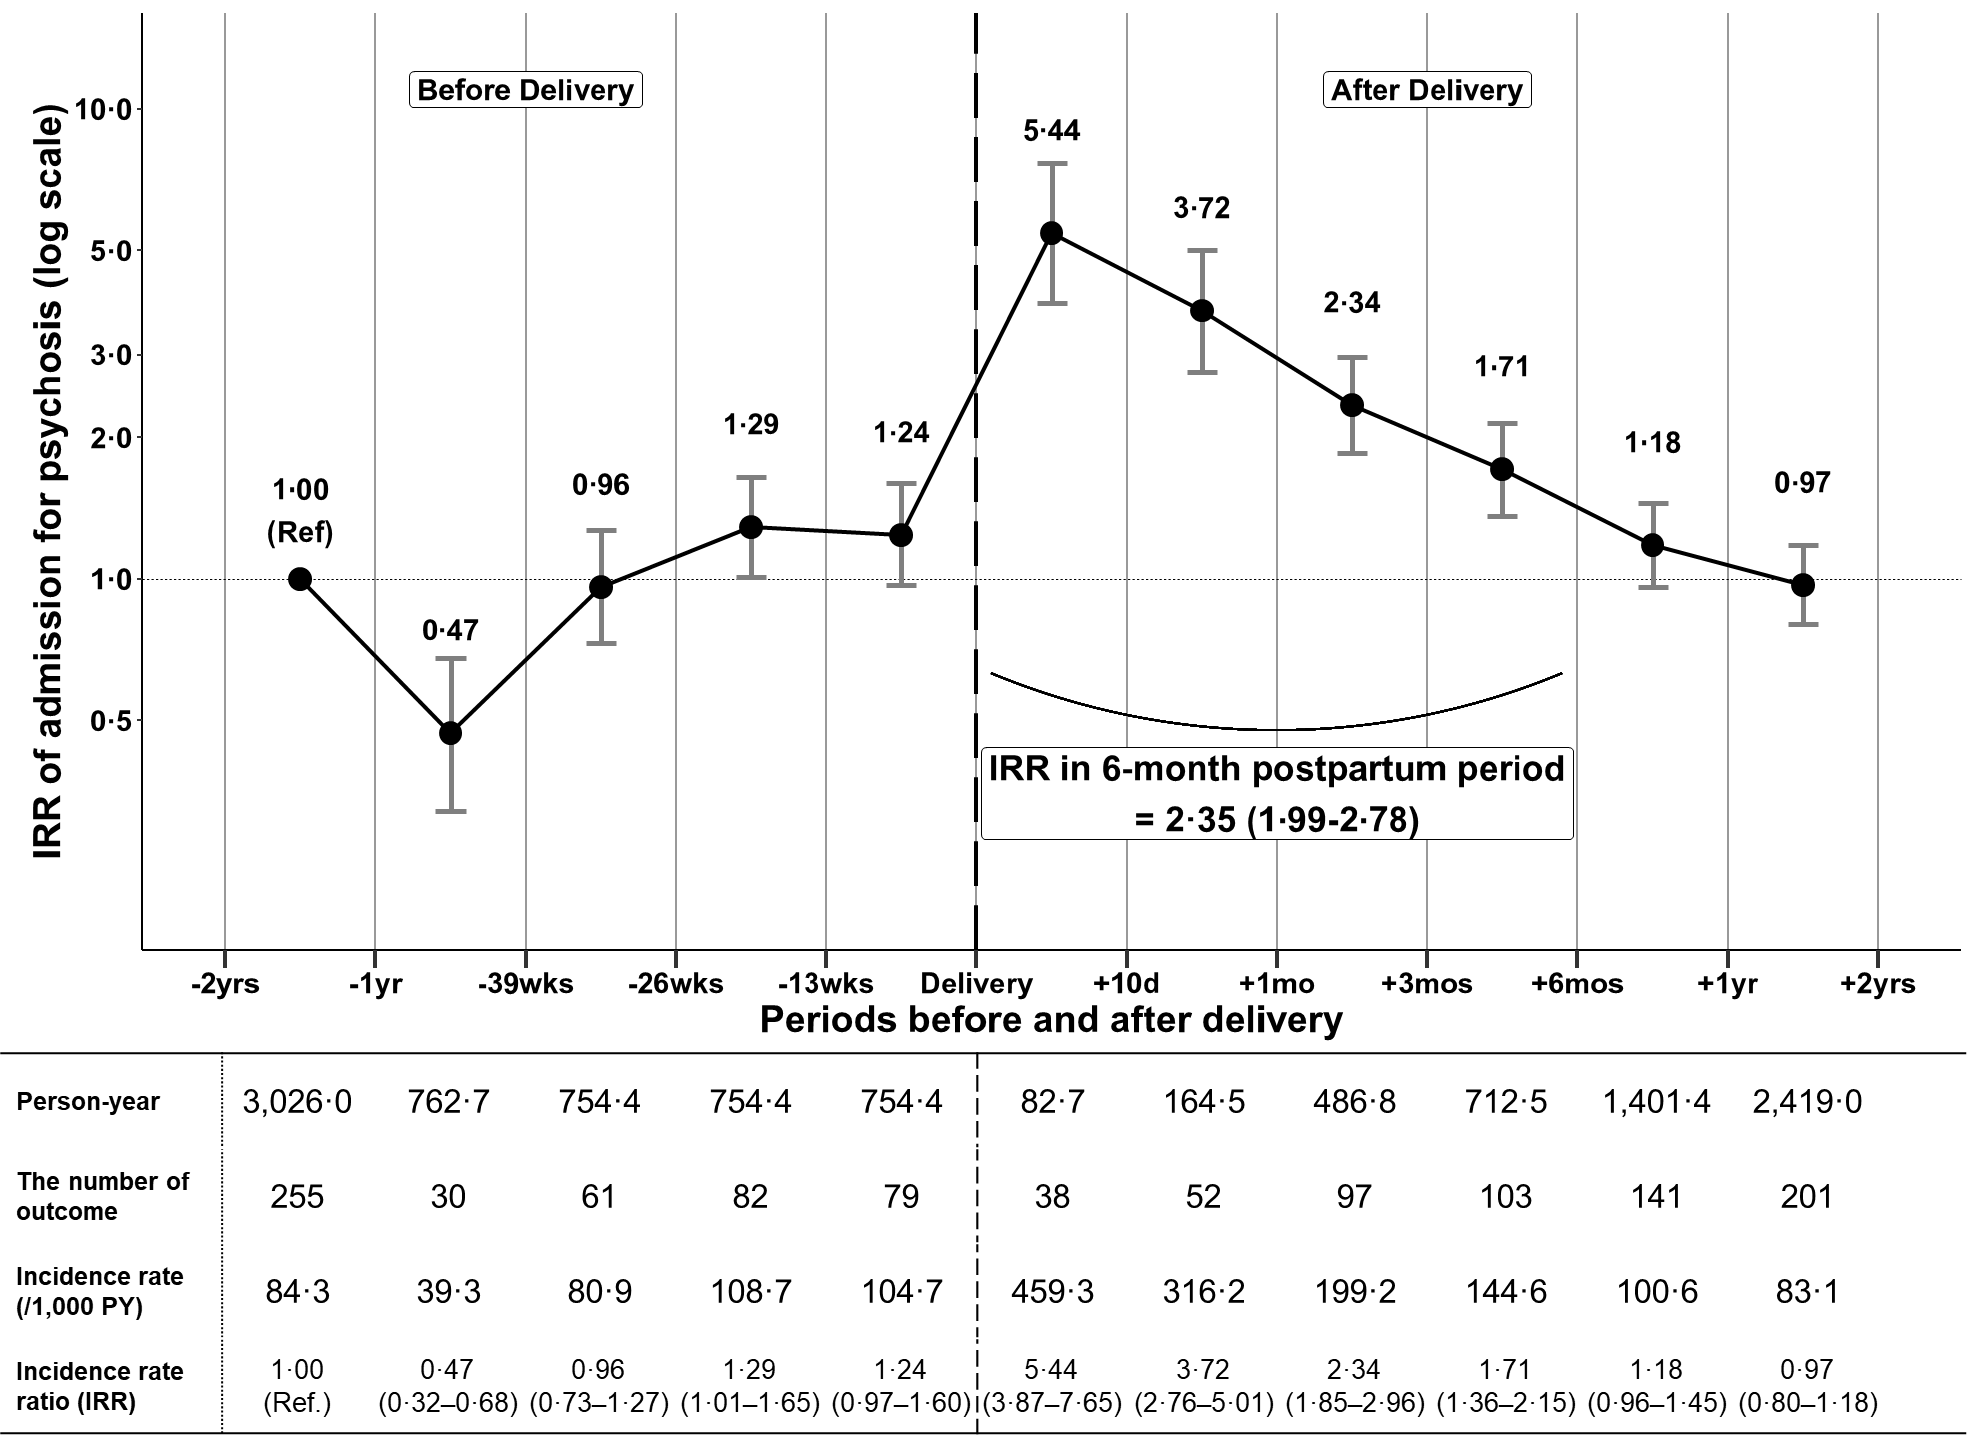 IRR of admission for psychosis (log scale)
Before Delivery
After Delivery
10·0
5·0
3·0
2·0
1·0
0·5
1·00
(Ref)
0·47
0·96
1·29
1·24
5·44
3·72
2·34
1·71
1·18
0·97
IRR in 6-month postpartum period
= 2·35 (1·99-2·78)
-2yrs -1yr -39wks -26wks -13wks Delivery +10d +1mo +3mos +6mos +1yr +2yrs
Periods before and after delivery
Person-year 3,026·0 762·7 754·4 754·4 754·4 82·7 164·5 486·8 712·5 1,401·4 2,419·0
The number of
outcome
255 30 61 82 79 38 52 97 103 141 201
Incidence rate
(/1,000 PY)
84·3 39·3 80·9 108·7 104·7 459·3 316·2 199·2 144·6 100·6 83·1
Incidence rate
ratio (IRR)
1·00 0·47 0·96 1·29 1·24 5·44 3·72 2·34 1·71 1·18 0·97
(Ref.) (0·32–0·68) (0·73–1·27) (1·01–1·65) (0·97–1·60) (3·87–7·65) (2·76–5·01) (1·85–2·96) (1·36–2·15) (0·96–1·45) (0·80–1·18)